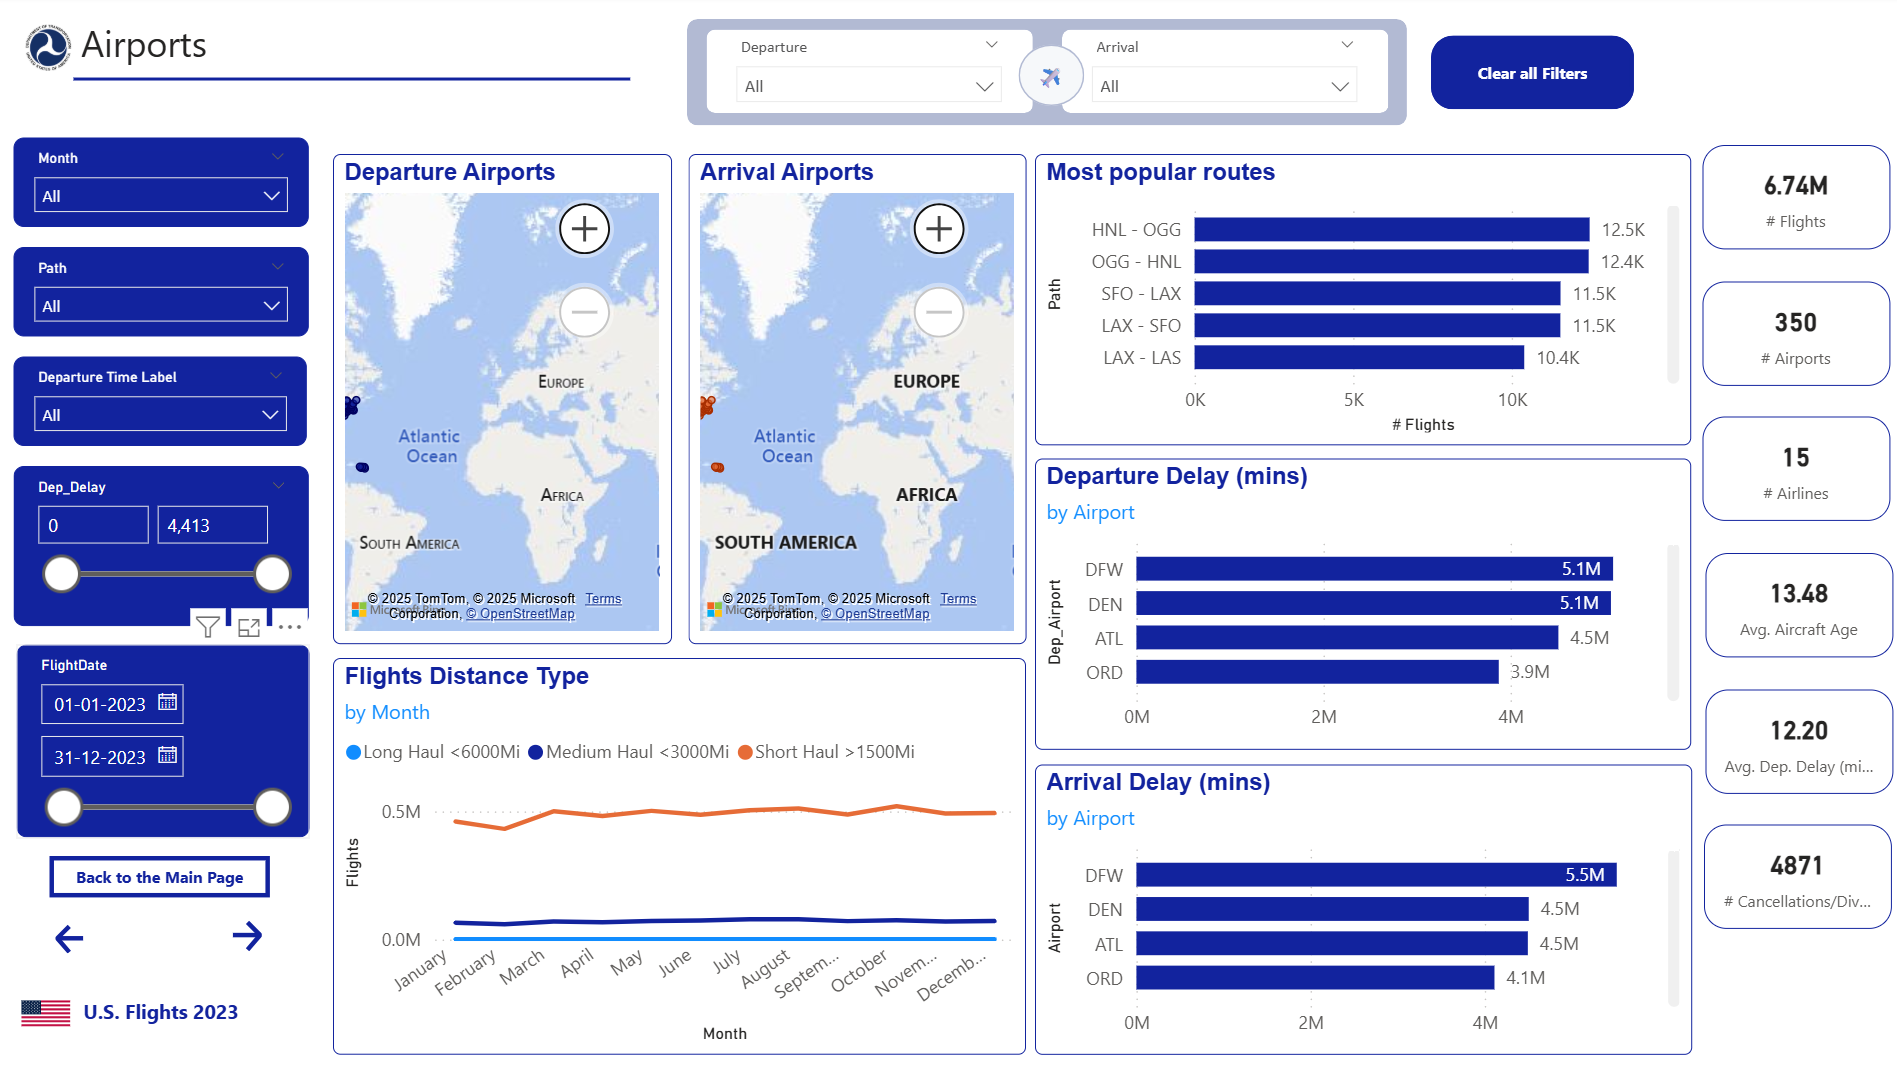 Airports
Departure
All
Arrival
All
Clear all Filters
Month
All
Path
All
Departure Time Label
All
Dep_Delay
0
4,413
FlightDate
01-01-2023
31-12-2023
Back to the Main Page
U.S. Flights 2023
Departure Airports
EUROPE
Atlantic
Ocean
AFRICA
SOUTH AMERICA
© 2025 TomTom, © 2025 Microsoft
Corporation, © OpenStreetMap
Terms
Microsoft Bing
Arrival Airports
EUROPE
Atlantic
Ocean
AFRICA
SOUTH AMERICA
© 2025 TomTom, © 2025 Microsoft
Corporation, © OpenStreetMap
Terms
Microsoft Bing
Flights Distance Type
by Month
Long Haul <6000Mi
Medium Haul <3000Mi
Short Haul >1500Mi
Flights
0.5M
0.0M
January
February
March
April
May
June
July
August
Septem...
October
Novem...
Decemb...
Month
Most popular routes
Path
HNL - OGG 12.5K
OGG - HNL 12.4K
SFO - LAX 11.5K
LAX - SFO 11.5K
LAX - LAS 10.4K
0K 5K 10K
# Flights
Departure Delay (mins)
by Airport
Dep_Airport
DFW 5.1M
DEN 5.1M
ATL 4.5M
ORD 3.9M
0M 2M 4M
Arrival Delay (mins)
by Airport
Airport
DFW 5.5M
DEN 4.5M
ATL 4.5M
ORD 4.1M
0M 2M 4M
6.74M
# Flights
350
# Airports
15
# Airlines
13.48
Avg. Aircraft Age
12.20
Avg. Dep. Delay (mi...
4871
# Cancellations/Div...